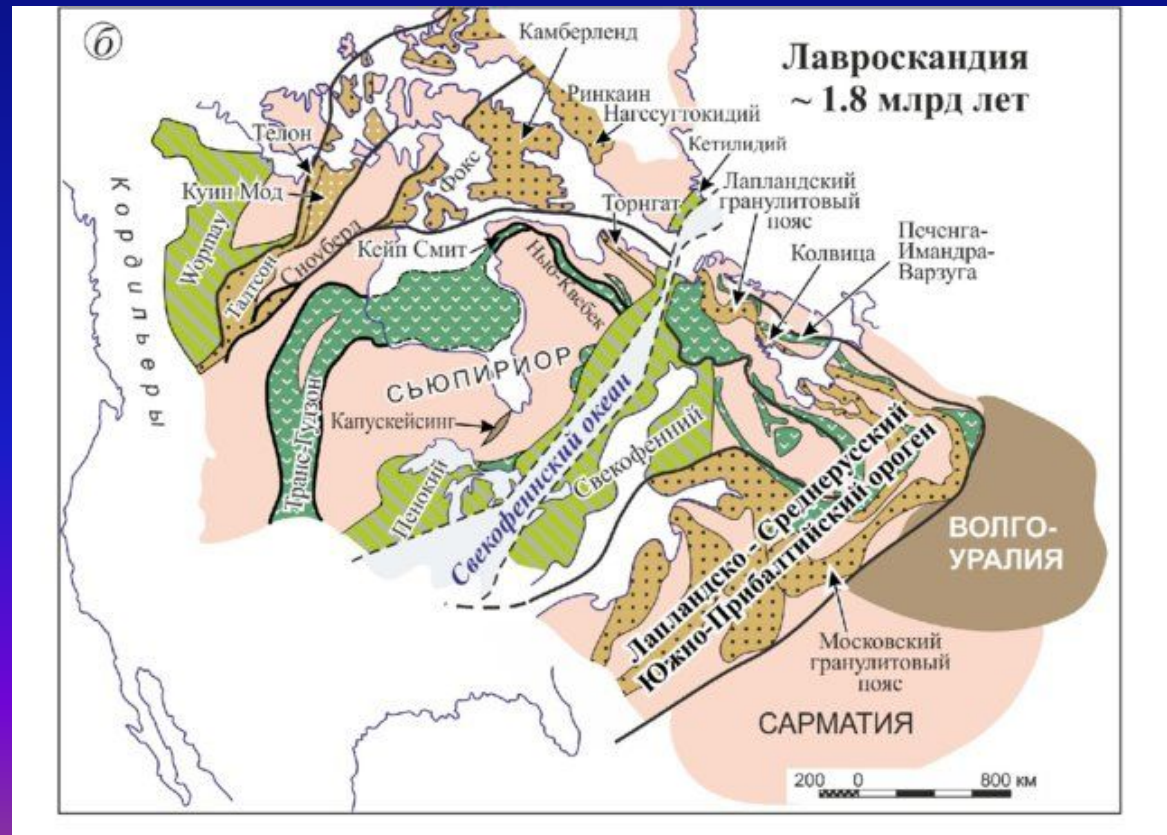 б
Лавроскандия
~ 1.8 млрд лет
Камберленд
Ринкаин
Нагссугтокидий
Кетилидий
Лапландский
гранулитовый
пояс
Печенга-
Имандра-
Варзуга
Колвица
Торнгат
Телон
Куин Мод
Фокс
Кордильеры
Wopmay
Талтсон
Сноуберд
Кейп Смит
Нью-Квебек
СЬЮПИРИОР
Капускейсинг
Транс-Гудзон
Пенокий
Свекофеннский океан
Свекофенний
Лапландско - Среднерусский
Южно-Прибалтийский ороген
ВОЛГО-
УРАЛИЯ
Московский
гранулитовый
пояс
САРМАТИЯ
200 0 800 км